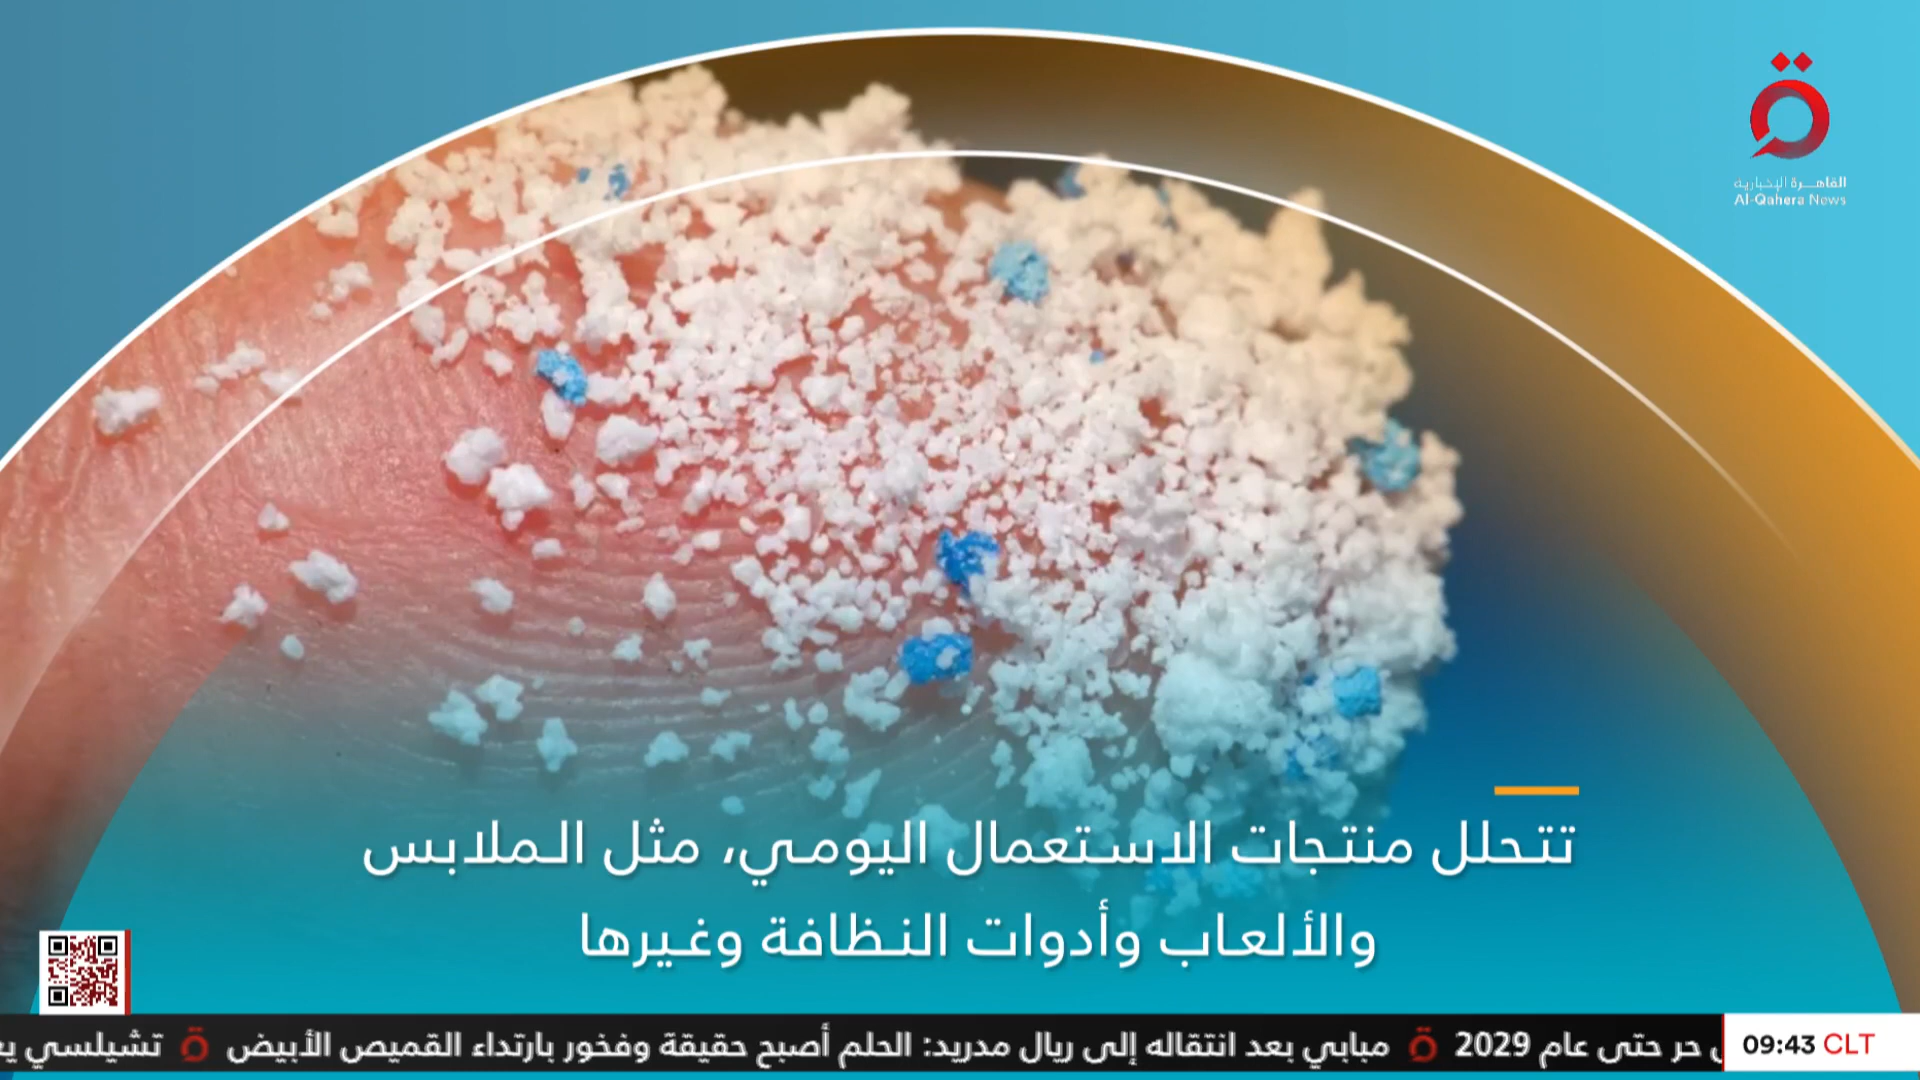 القاهرة الإخبارية
Al-Qahera News
تتحلل منتجات الاستعمال اليومي، مثل الملابس
والألعاب وأدوات النظافة وغيرها
حر حتى عام 2029 مبابي بعد انتقاله إلى ريال مدريد: الحلم أصبح حقيقة وفخور بارتداء القميص الأبيض تشيلسي
09:43 CLT